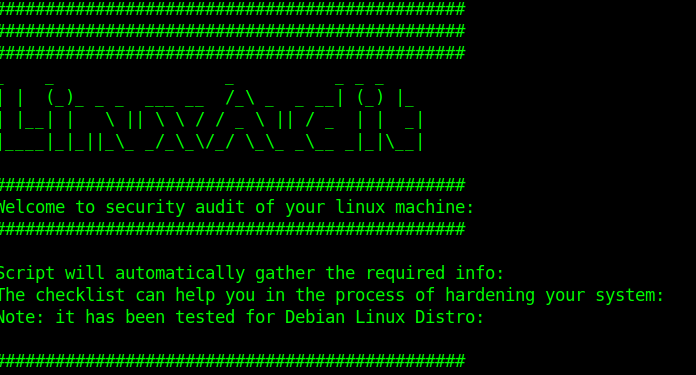 ###############################################
###############################################
###############################################
LinuxAudit
###############################################
Welcome to security audit of your linux machine:
###############################################
Script will automatically gather the required info:
The checklist can help you in the process of hardening your system:
Note: it has been tested for Debian Linux Distro:
###############################################